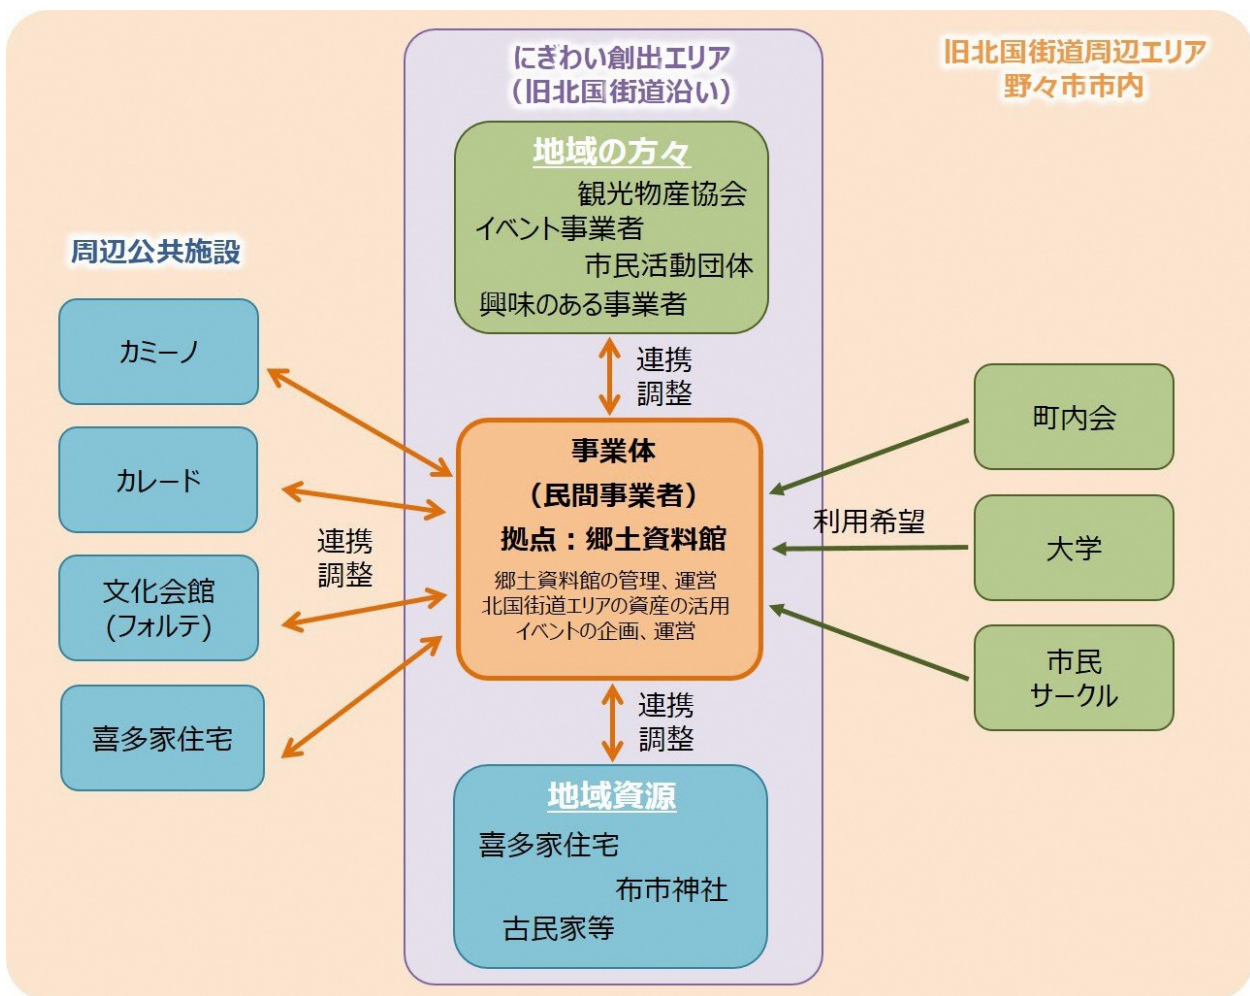 にぎわい創出エリア
（旧北国街道沿い）
旧北国街道周辺エリア
野々市市内
地域の方々
観光物産協会
イベント事業者
市民活動団体
興味のある事業者
周辺公共施設
カミーノ
カレード
文化会館
(フォルテ)
喜多家住宅
連携
調整
連携
調整
事業体
（民間事業者）
拠点：郷土資料館
郷土資料館の管理、運営
北国街道エリアの資産の活用
イベントの企画、運営
利用希望
町内会
大学
市民
サークル
連携
調整
地域資源
喜多家住宅
布市神社
古民家等